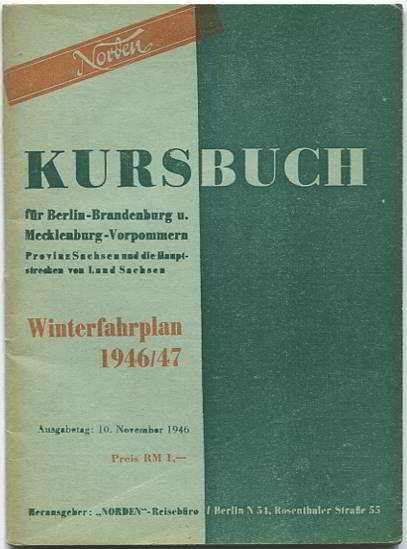 Norden
KURSBUCH
für Berlin-Brandenburg u.
Mecklenburg-Vorpommern
Provinz Sachsen und die Haupt-
strecken von Land Sachsen
Winterfahrplan
1946/47
Ausgabetag: 10. November 1946
Preis RM 1,—
Herausgeber: „NORDEN“-Reisebüro / Berlin N 54, Rosenthaler Straße 55